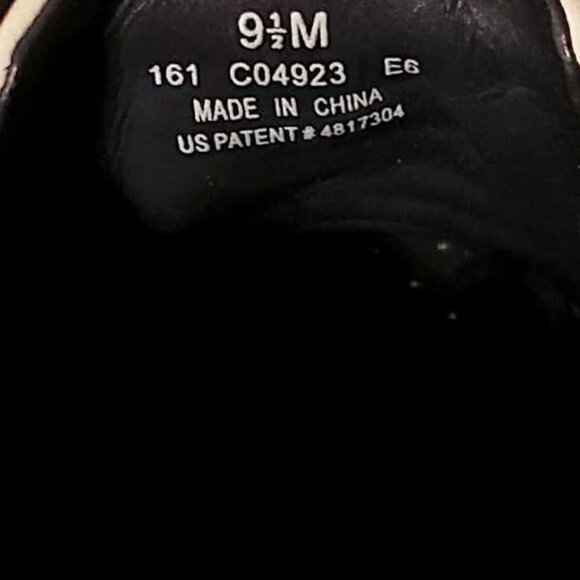 9½M
161 C04923 E6
MADE IN CHINA
US PATENT # 4817304